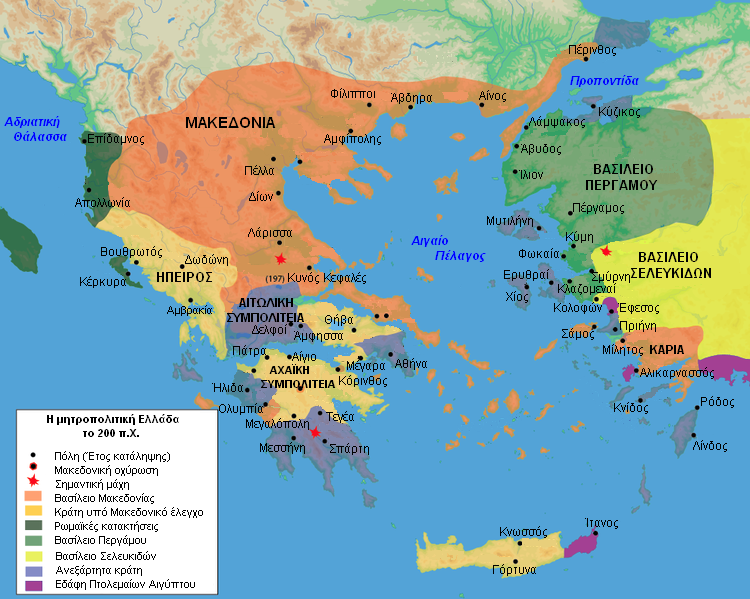 Πέρινθος
Προποντίδα
Φίλιπποι
Άβδηρα
Αίνος
Κύζικος
Αδριατική
Θάλασσα
ΜΑΚΕΔΟΝΙΑ
Λάμψακος
Επίδαμνος
Αμφίπολης
Άβυδος
Πέλλα
Ίλιον
ΒΑΣΙΛΕΙΟ
ΠΕΡΓΑΜΟΥ
Δίων
Απολλωνία
Πέργαμος
Μυτιλήνη
Λάρισσα
Κύμη
Αιγαίο
Πέλαγος
Βουθρωτός
Δωδώνη
Φωκαία
ΒΑΣΙΛΕΙΟ
ΣΕΛΕΥΚΙΔΩΝ
ΗΠΕΙΡΟΣ
(197) Κυνός Κεφαλές
Ερυθραί
Σμύρνη
Κέρκυρα
Κλαζομεναί
Χίος
ΑΙΤΩΛΙΚΗ
ΣΥΜΠΟΛΙΤΕΙΑ
Αμβρακία
Κολοφών
Έφεσος
Θήβα
Δελφοί
Άμφησσα
Σάμος
Πριήνη
Πάτρα
Αίγιο
Μίλητος
ΚΑΡΙΑ
Μέγαρα
Αθήνα
ΑΧΑΪΚΗ
ΣΥΜΠΟΛΙΤΕΙΑ
Κόρινθος
Αλικαρνασσός
Ήλιδα
Ολυμπία
Κνίδος
Ρόδος
Μεγαλόπολη
Τεγέα
Μεσσήνη
Σπάρτη
Λίνδος
Κνωσσός
Ίτανος
Γόρτυνα
Η μητροπολιτική Ελλάδα
το 200 π.Χ.
Πόλη (Έτος κατάληψης)
Μακεδονική οχύρωση
Σημαντική μάχη
Βασίλειο Μακεδονίας
Κράτη υπό Μακεδονικό έλεγχο
Ρωμαϊκές κατακτήσεις
Βασίλειο Περγάμου
Βασίλειο Σελευκιδών
Ανεξάρτητα κράτη
Εδάφη Πτολεμαίων Αιγύπτου